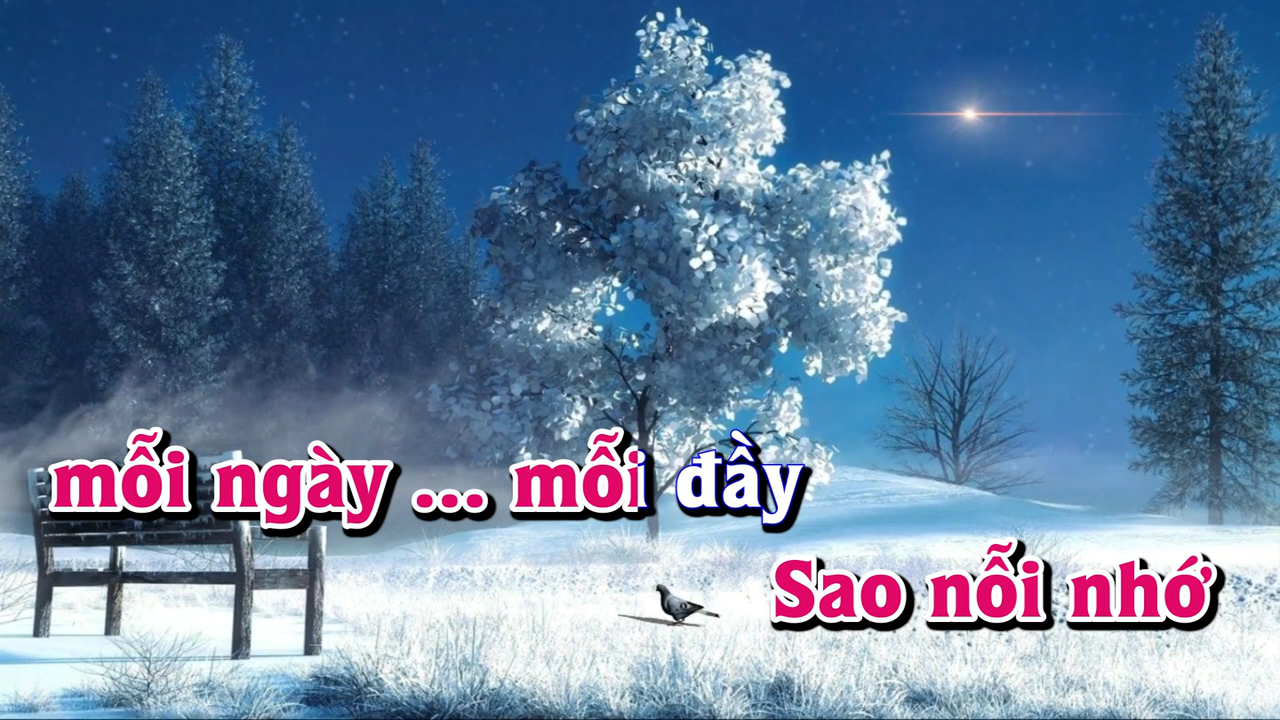 mỗi ngày ... mỗi đầy
Sao nỗi nhớ